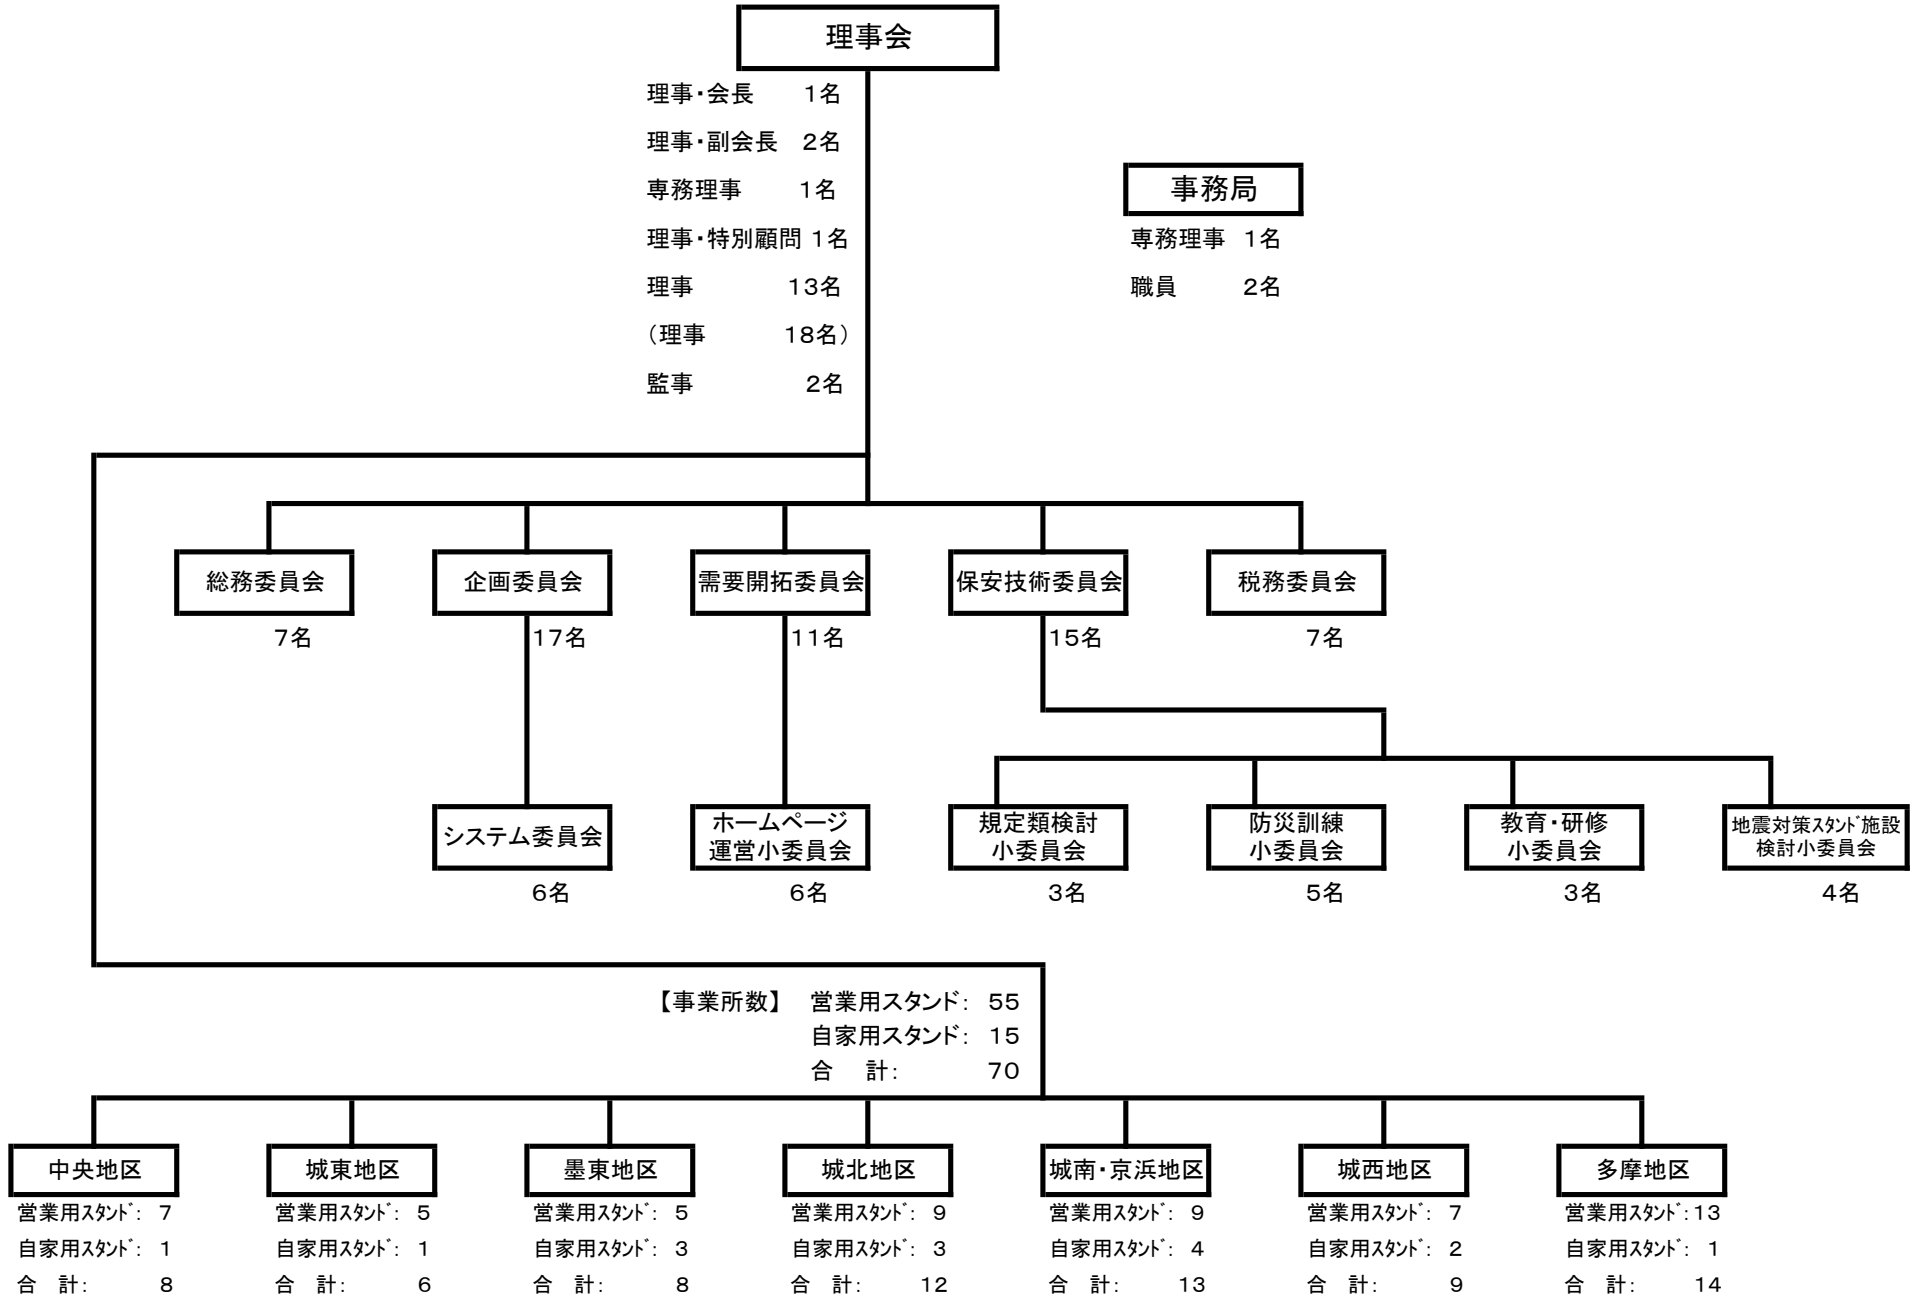 理事会
理事・会長　　1名
理事・副会長　2名
専務理事　　1名
理事・特別顧問 1名
理事　　　　13名
（理事　　　18名）
監事　　　　2名
事務局
専務理事　1名
職員　　　2名
総務委員会
7名
企画委員会
17名
需要開拓委員会
11名
保安技術委員会
15名
税務委員会
7名
システム委員会
6名
ホームページ
運営小委員会
6名
規定類検討
小委員会
3名
防災訓練
小委員会
5名
教育・研修
小委員会
3名
地震対策ｽﾀﾝﾄﾞ施設
検討小委員会
4名
【事業所数】　営業用スタンド：　55
自家用スタンド：　15
合　計：　　70
中央地区
営業用ｽﾀﾝﾄﾞ：　7
自家用ｽﾀﾝﾄﾞ：　1
合　計：　　8
城東地区
営業用ｽﾀﾝﾄﾞ：　5
自家用ｽﾀﾝﾄﾞ：　1
合　計：　　6
墨東地区
営業用ｽﾀﾝﾄﾞ：　5
自家用ｽﾀﾝﾄﾞ：　3
合　計：　　8
城北地区
営業用ｽﾀﾝﾄﾞ：　9
自家用ｽﾀﾝﾄﾞ：　3
合　計：　　12
城南・京浜地区
営業用ｽﾀﾝﾄﾞ：　9
自家用ｽﾀﾝﾄﾞ：　4
合　計：　　13
城西地区
営業用ｽﾀﾝﾄﾞ：　7
自家用ｽﾀﾝﾄﾞ：　2
合　計：　　9
多摩地区
営業用ｽﾀﾝﾄﾞ：13
自家用ｽﾀﾝﾄﾞ：　1
合　計：　　14